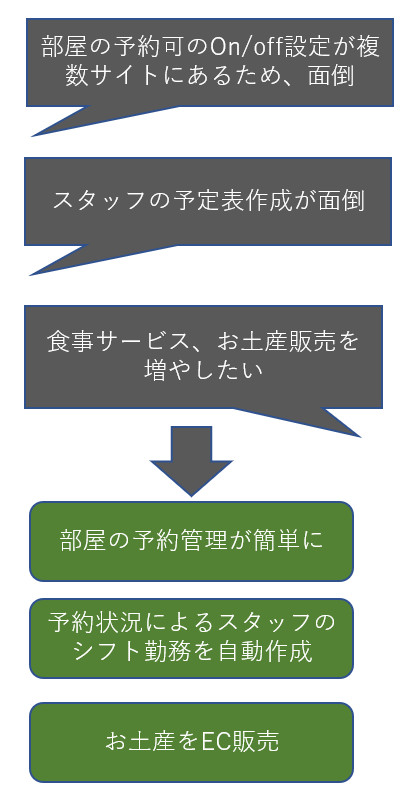 部屋の予約可のOn/off設定が複
数サイトにあるため、面倒
スタッフの予定表作成が面倒
食事サービス、お土産販売を
増やしたい
部屋の予約管理が簡単に
予約状況によるスタッフの
シフト勤務を自動作成
お土産をEC販売